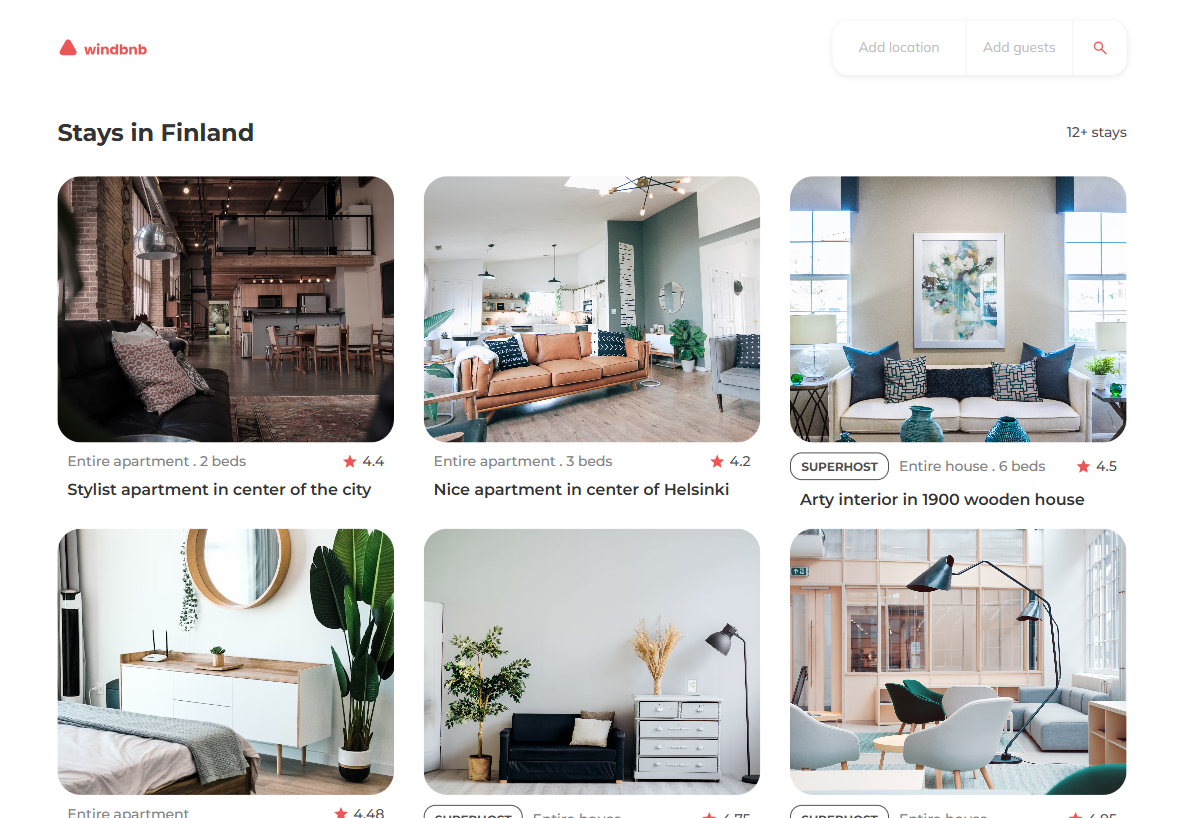 windbnb
Add location
Add guests
Stays in Finland
12+ stays
Entire apartment . 2 beds
4.4
Stylist apartment in center of the city
Entire apartment . 3 beds
4.2
Nice apartment in center of Helsinki
SUPERHOST
Entire house . 6 beds
4.5
Arty interior in 1900 wooden house
Entire apartment
4.48
SUPERHOST
Entire house
4.75
SUPERHOST
Entire house
4.95